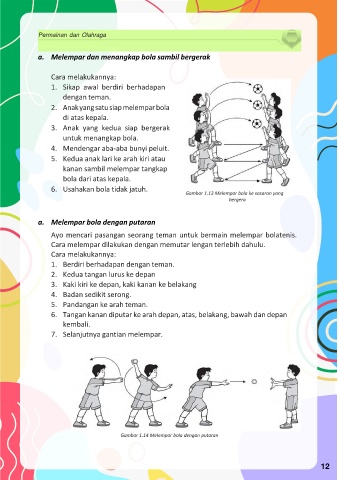 Permainan dan Olahraga
a. Melempar dan menangkap bola sambil bergerak
Cara melakukannya:
1. Sikap awal berdiri berhadapan
dengan teman.
2. Anak yang satu siap melempar bola
di atas kepala.
3. Anak yang kedua siap bergerak
untuk menangkap bola.
4. Mendengar aba-aba bunyi peluit.
5. Kedua anak lari ke arah kiri atau
kanan sambil melempar tangkap
bola dari atas kepala.
6. Usahakan bola tidak jatuh.
Gambar 1.13 Melempar bola ke sasaran yang
bergera
a. Melempar bola dengan putaran
Ayo mencari pasangan seorang teman untuk bermain melempar bolatenis.
Cara melempar dilakukan dengan memutar lengan terlebih dahulu.
Cara melakukannya:
1. Berdiri berhadapan dengan teman.
2. Kedua tangan lurus ke depan
3. Kaki kiri ke depan, kaki kanan ke belakang
4. Badan sedikit serong.
5. Pandangan ke arah teman.
6. Tangan kanan diputar ke arah depan, atas, belakang, bawah dan depan
kembali.
7. Selanjutnya gantian melempar.
Gambar 1.14 Melempar bola dengan putaran
12